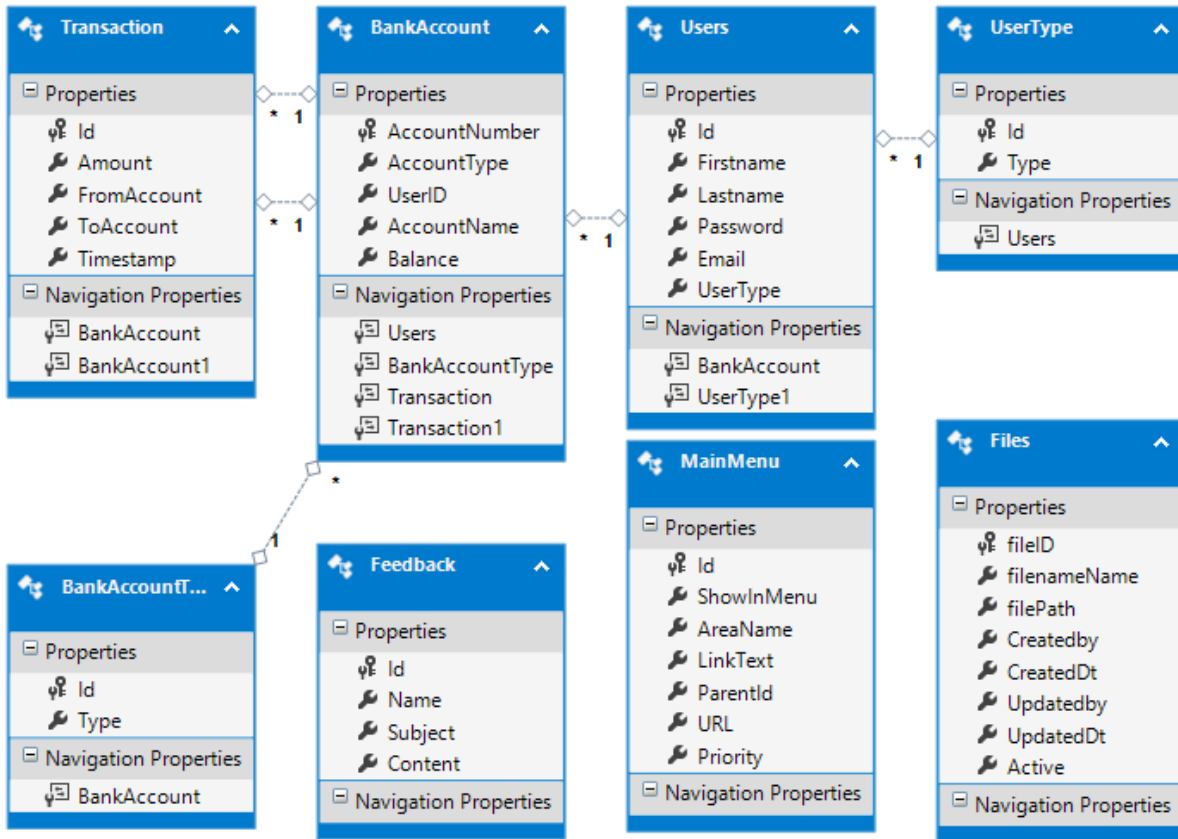 Transaction
Properties
Id
Amount
FromAccount
ToAccount
Timestamp
Navigation Properties
BankAccount
BankAccount1
* 1
* 1
BankAccount
Properties
AccountNumber
AccountType
UserID
AccountName
Balance
Navigation Properties
Users
BankAccountType
Transaction
Transaction1
* 1
Users
Properties
Id
Firstname
Lastname
Password
Email
UserType
Navigation Properties
BankAccount
UserType1
* 1
UserType
Properties
Id
Type
Navigation Properties
Users
*
1
BankAccountT...
Properties
Id
Type
Navigation Properties
BankAccount
Feedback
Properties
Id
Name
Subject
Content
Navigation Properties
MainMenu
Properties
Id
ShowInMenu
AreaName
LinkText
ParentId
URL
Priority
Navigation Properties
Files
Properties
fileID
filenameName
filePath
Createdby
CreatedDt
Updatedby
UpdatedDt
Active
Navigation Properties